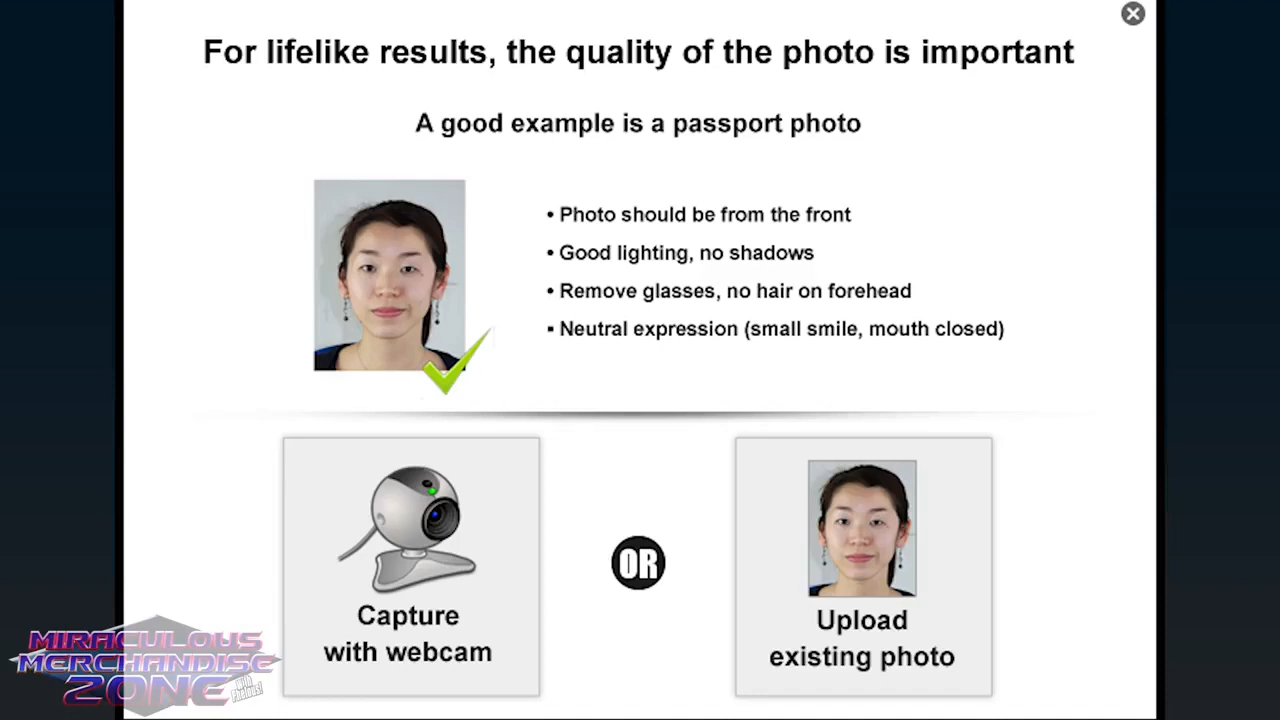 For lifelike results, the quality of the photo is important
A good example is a passport photo
• Photo should be from the front
• Good lighting, no shadows
• Remove glasses, no hair on forehead
▪ Neutral expression (small smile, mouth closed)
OR
Capture
with webcam
Upload
existing photo
MIRACULOUS
MERCHANDISE
ZONE